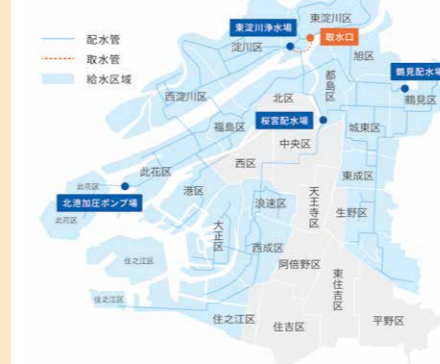 東淀川区
東淀川浄水場
取水口
配水管
淀川区
取水管
旭区
給水区域
鶴見配水場
都島区
西淀川区
北区
鶴見区
福島区
桜宮配水場
城東区
中央区
西区
此花区
東成区
此花区
港区
北港加圧ポンプ場
浪速区
天王寺区
生野区
此花区
大正区
西成区
住之江区
阿倍野区
東住吉区
住之江区
住之江区
住吉区
平野区